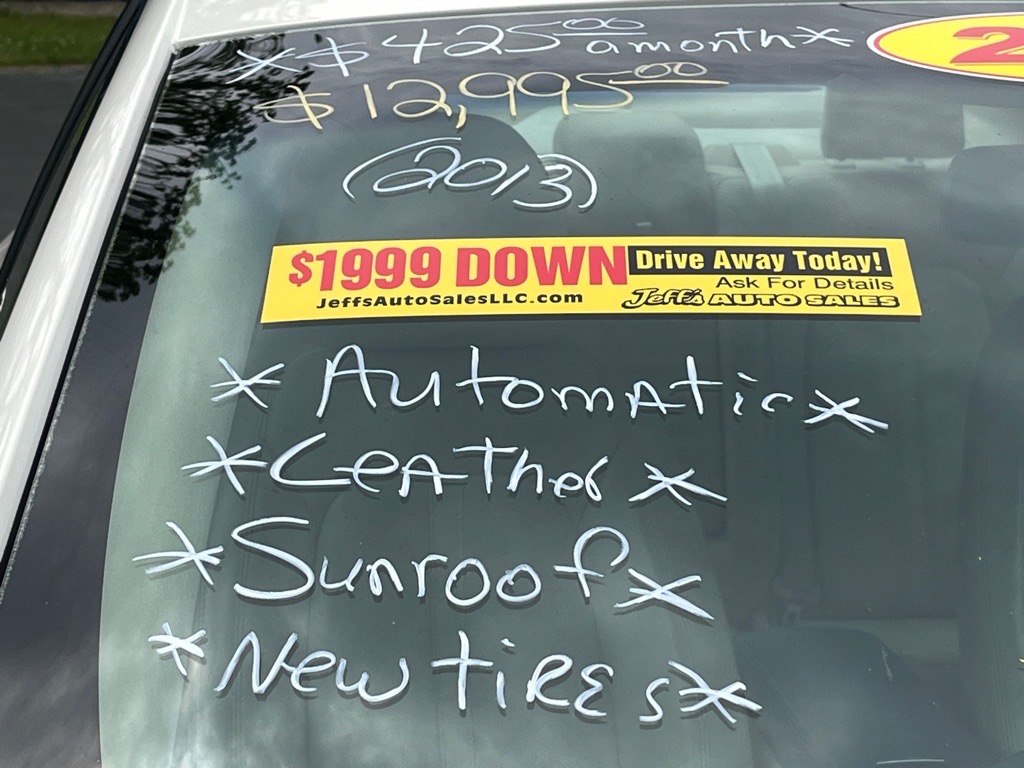 * $425.00 a month *
$12,995.00
(2013)
$1999 DOWN
JeffsAutoSalesLLC.com
Drive Away Today!
Ask For Details
Jeff's AUTO SALES
* Automatic *
* Leather *
* Sunroof *
* New tires *
2